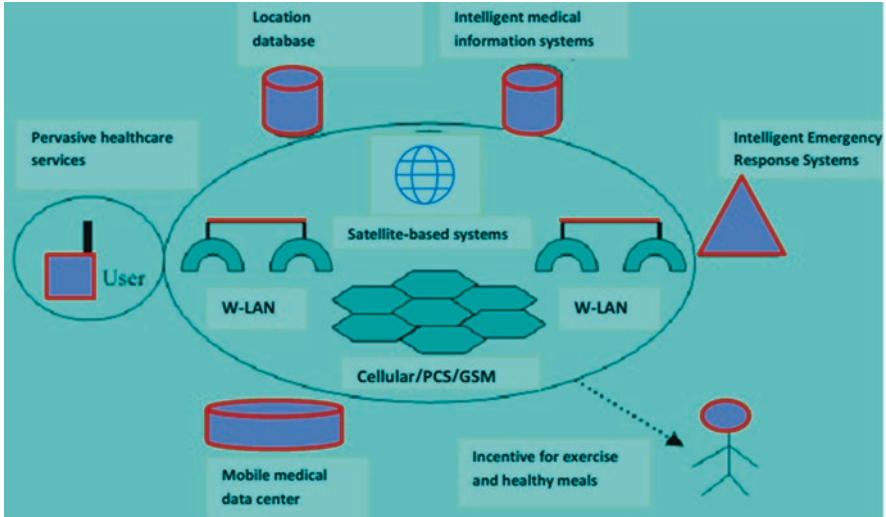 Location
database
Intelligent medical
information systems
Pervasive healthcare
services
Intelligent Emergency
Response Systems
Satellite-based systems
User
W-LAN
W-LAN
Cellular/PCS/GSM
Mobile medical
data center
Incentive for exercise
and healthy meals